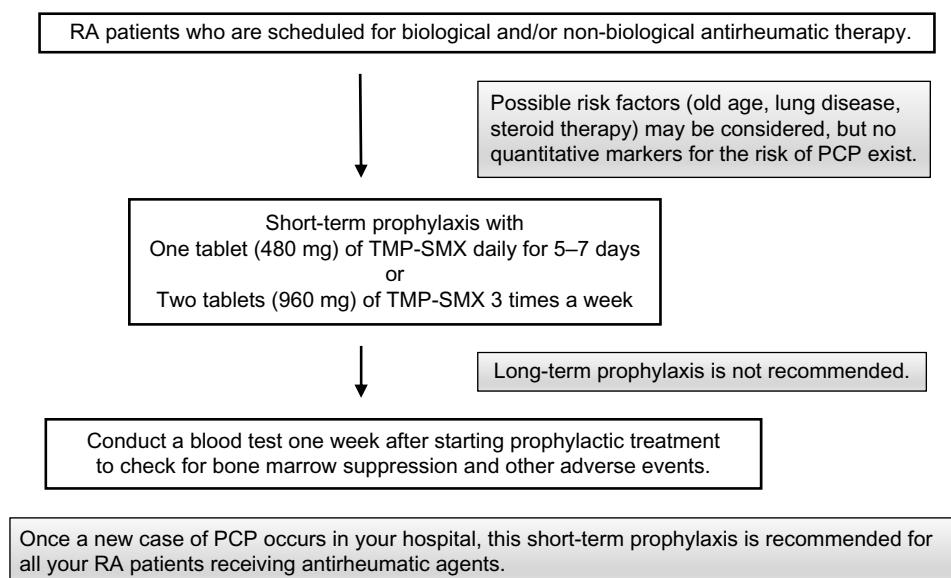 RA patients who are scheduled for biological and/or non-biological antirheumatic therapy.
Possible risk factors (old age, lung disease,
steroid therapy) may be considered, but no
quantitative markers for the risk of PCP exist.
Short-term prophylaxis with
One tablet (480 mg) of TMP-SMX daily for 5–7 days
or
Two tablets (960 mg) of TMP-SMX 3 times a week
Long-term prophylaxis is not recommended.
Conduct a blood test one week after starting prophylactic treatment
to check for bone marrow suppression and other adverse events.
Once a new case of PCP occurs in your hospital, this short-term prophylaxis is recommended for
all your RA patients receiving antirheumatic agents.